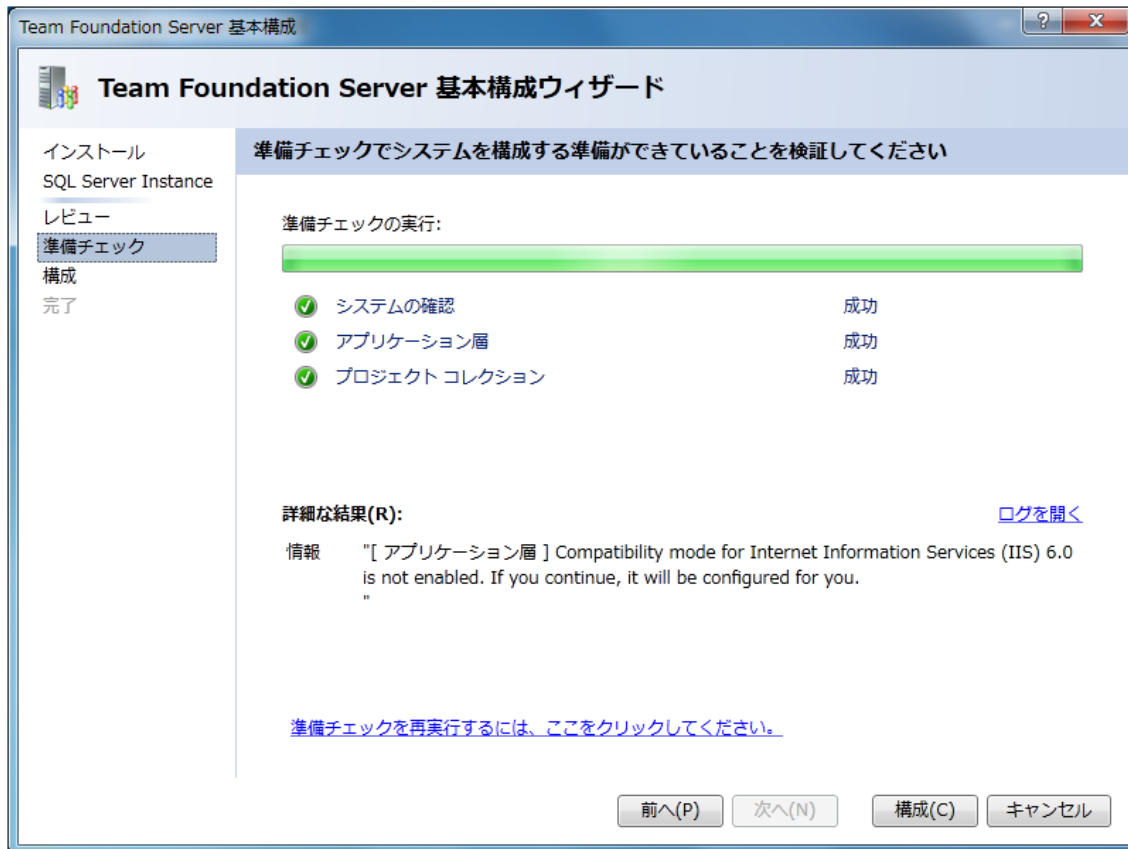 Team Foundation Server 基本構成
Team Foundation Server 基本構成ウィザード
インストール
SQL Server Instance
レビュー
準備チェック
構成
完了
準備チェックでシステムを構成する準備ができていることを検証してください
準備チェックの実行:
システムの確認 成功
アプリケーション層 成功
プロジェクト コレクション 成功
詳細な結果(R): ログを開く
情報 "[ アプリケーション層 ] Compatibility mode for Internet Information Services (IIS) 6.0
is not enabled. If you continue, it will be configured for you.
"
準備チェックを再実行するには、ここをクリックしてください。
前へ(P) 次へ(N) 構成(C) キャンセル